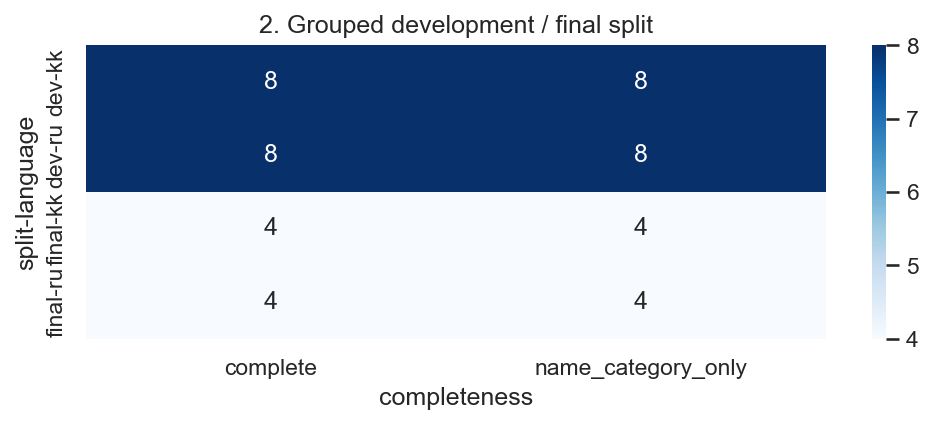 2. Grouped development / final split
split-language
dev-kk
8 8
dev-ru
8 8
final-kk
4 4
final-ru
4 4
complete name_category_only
completeness
8
7
6
5
4